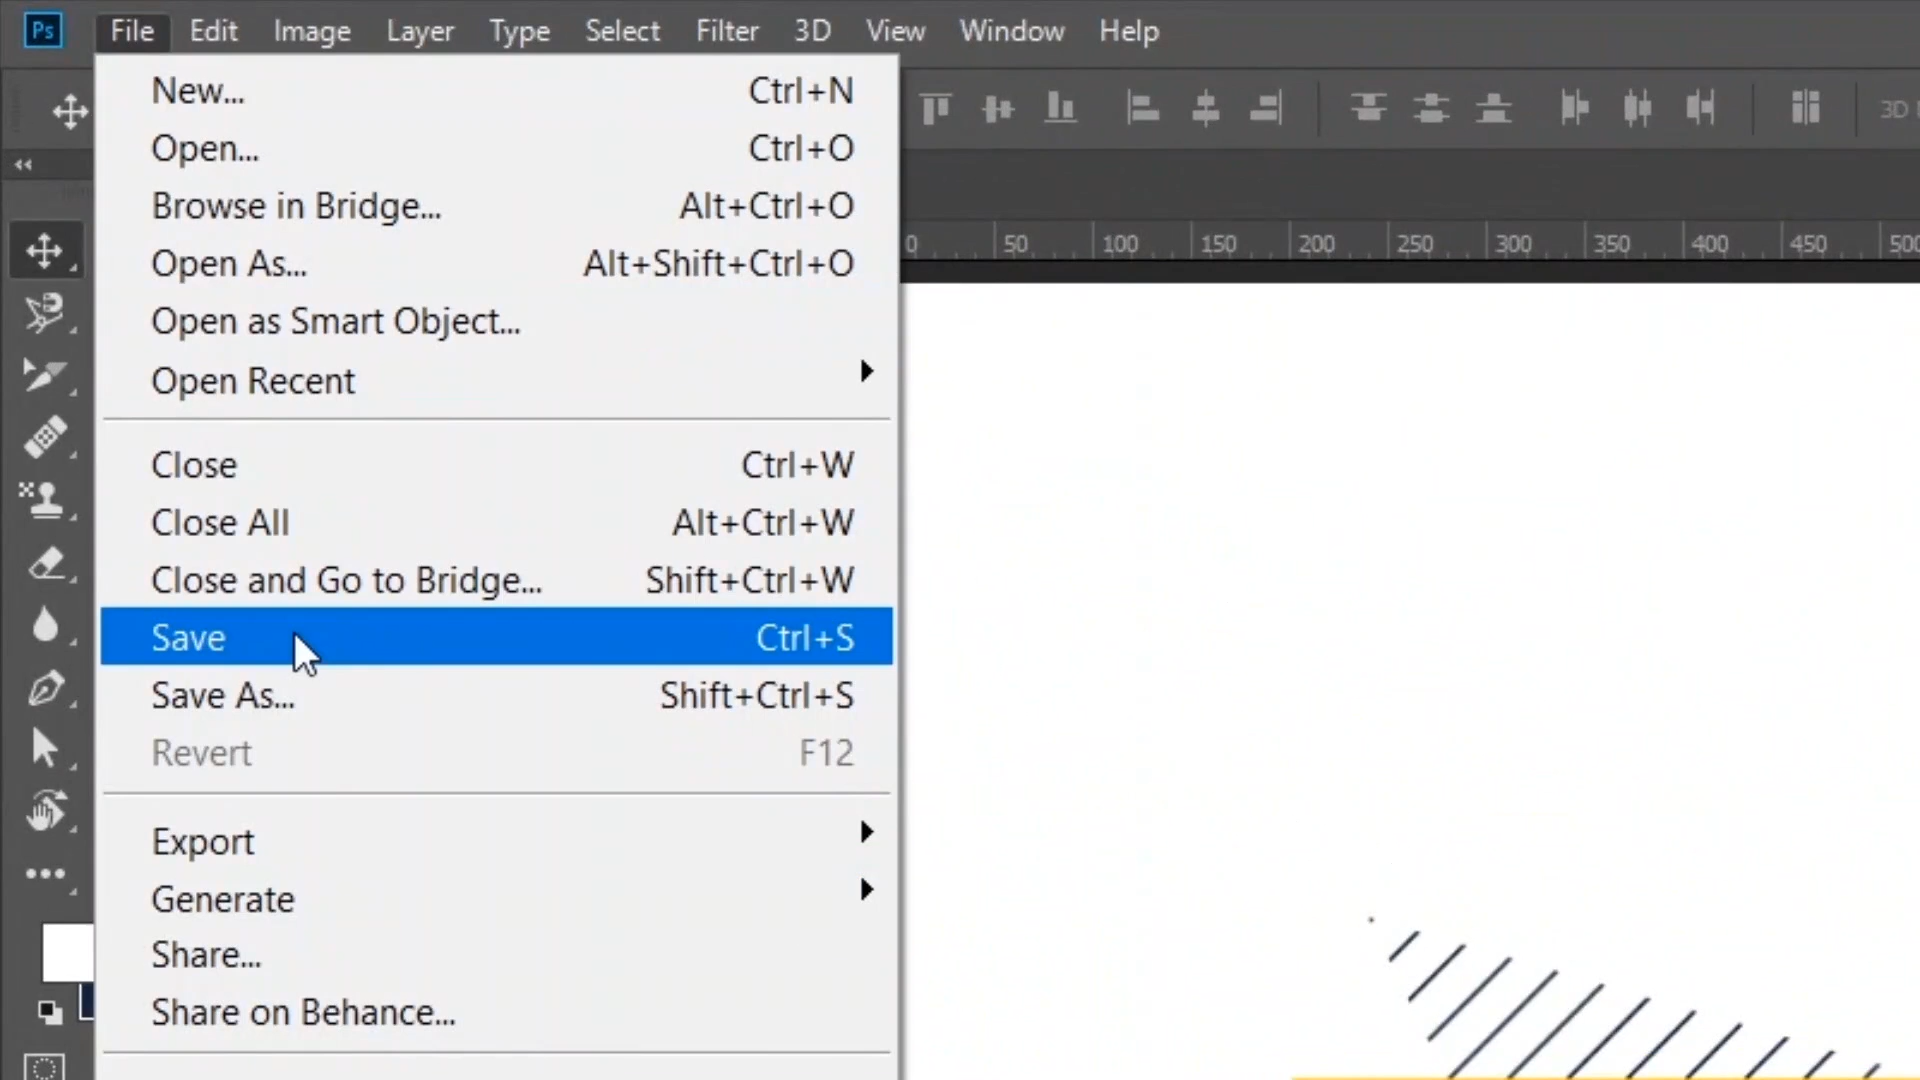 Ps File Edit Image Layer Type Select Filter 3D View Window Help
3D
0 50 100 150 200 250 300 350 400 450 500
New... Ctrl+N
Open... Ctrl+O
Browse in Bridge... Alt+Ctrl+O
Open As... Alt+Shift+Ctrl+O
Open as Smart Object...
Open Recent
Close Ctrl+W
Close All Alt+Ctrl+W
Close and Go to Bridge... Shift+Ctrl+W
Save Ctrl+S
Save As... Shift+Ctrl+S
Revert F12
Export
Generate
Share...
Share on Behance...